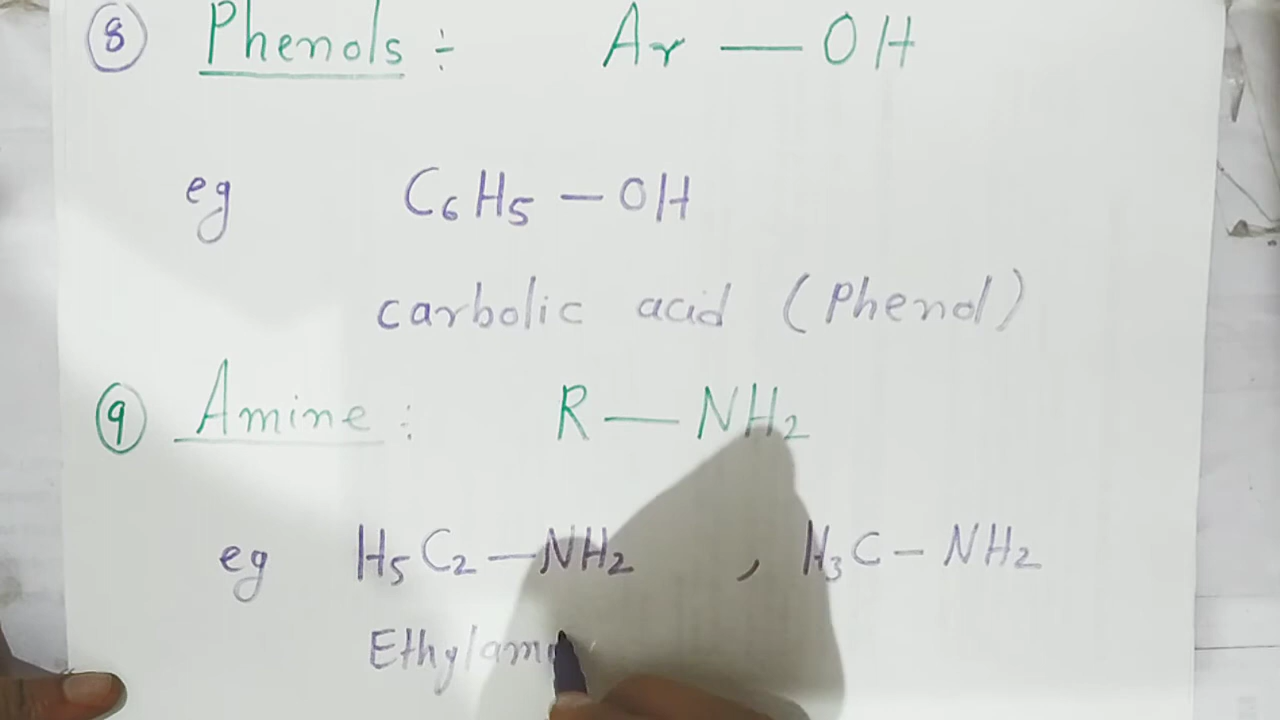 ⑧ Phenols ÷ Ar — OH
eg C₆H₅ — OH
carbolic acid (Phenol)
⑨ Amine : R — NH₂
eg H₅C₂ — NH₂ , H₃C — NH₂